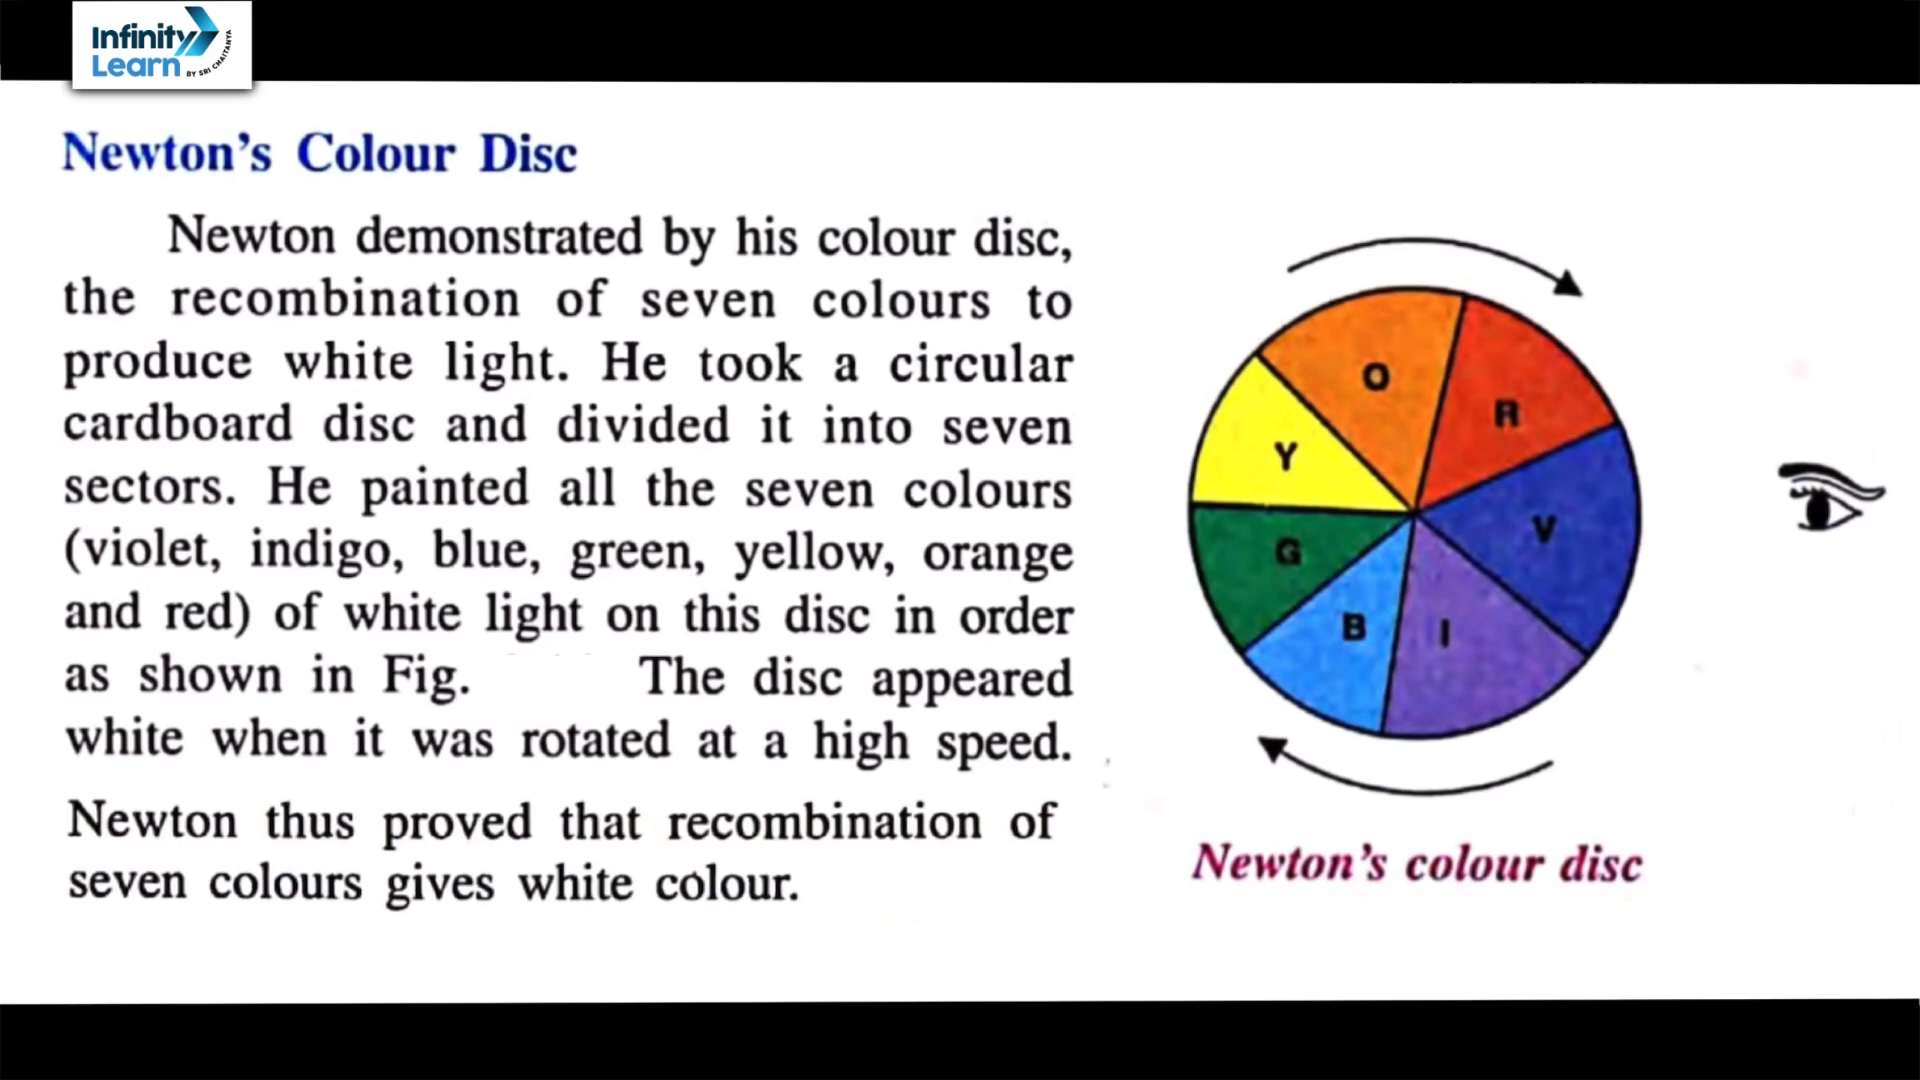 Infinity
Learn
BY SRI CHAITANYA
Newton's Colour Disc
Newton demonstrated by his colour disc,
the recombination of seven colours to
produce white light. He took a circular
cardboard disc and divided it into seven
sectors. He painted all the seven colours
(violet, indigo, blue, green, yellow, orange
and red) of white light on this disc in order
as shown in Fig. The disc appeared
white when it was rotated at a high speed.
Newton thus proved that recombination of
seven colours gives white colour.
O
R
Y
V
G
B
I
Newton's colour disc